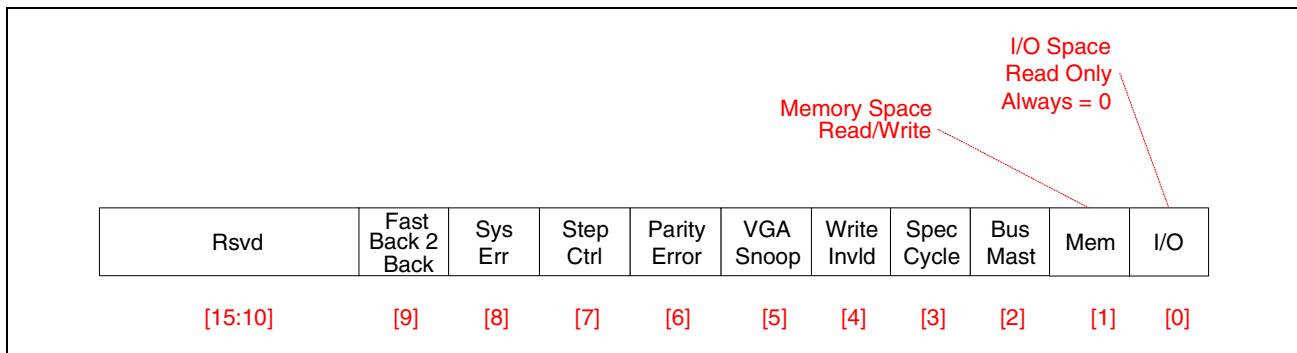 I/O Space
Read Only
Always = 0
Memory Space
Read/Write
Rsvd
Fast
Back 2
Back
Sys
Err
Step
Ctrl
Parity
Error
VGA
Snoop
Write
Invld
Spec
Cycle
Bus
Mast
Mem
I/O
[15:10] [9] [8] [7] [6] [5] [4] [3] [2] [1] [0]